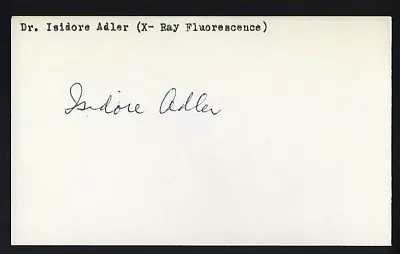 Dr. Isidore Adler (X- Ray Fluorescence)
Isidore Adler